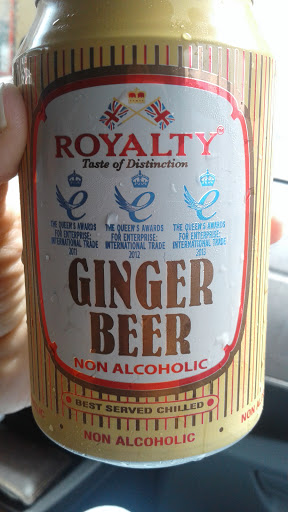 ROYALTY™
Taste of Distinction
THE QUEEN'S AWARDS THE QUEEN'S AWARDS THE QUEEN'S AWARDS
FOR ENTERPRISE: FOR ENTERPRISE: FOR ENTERPRISE:
INTERNATIONAL TRADE INTERNATIONAL TRADE INTERNATIONAL TRADE
2011 2012 2013
GINGER
BEER
NON ALCOHOLIC
BEST SERVED CHILLED
NON ALCOHOLIC